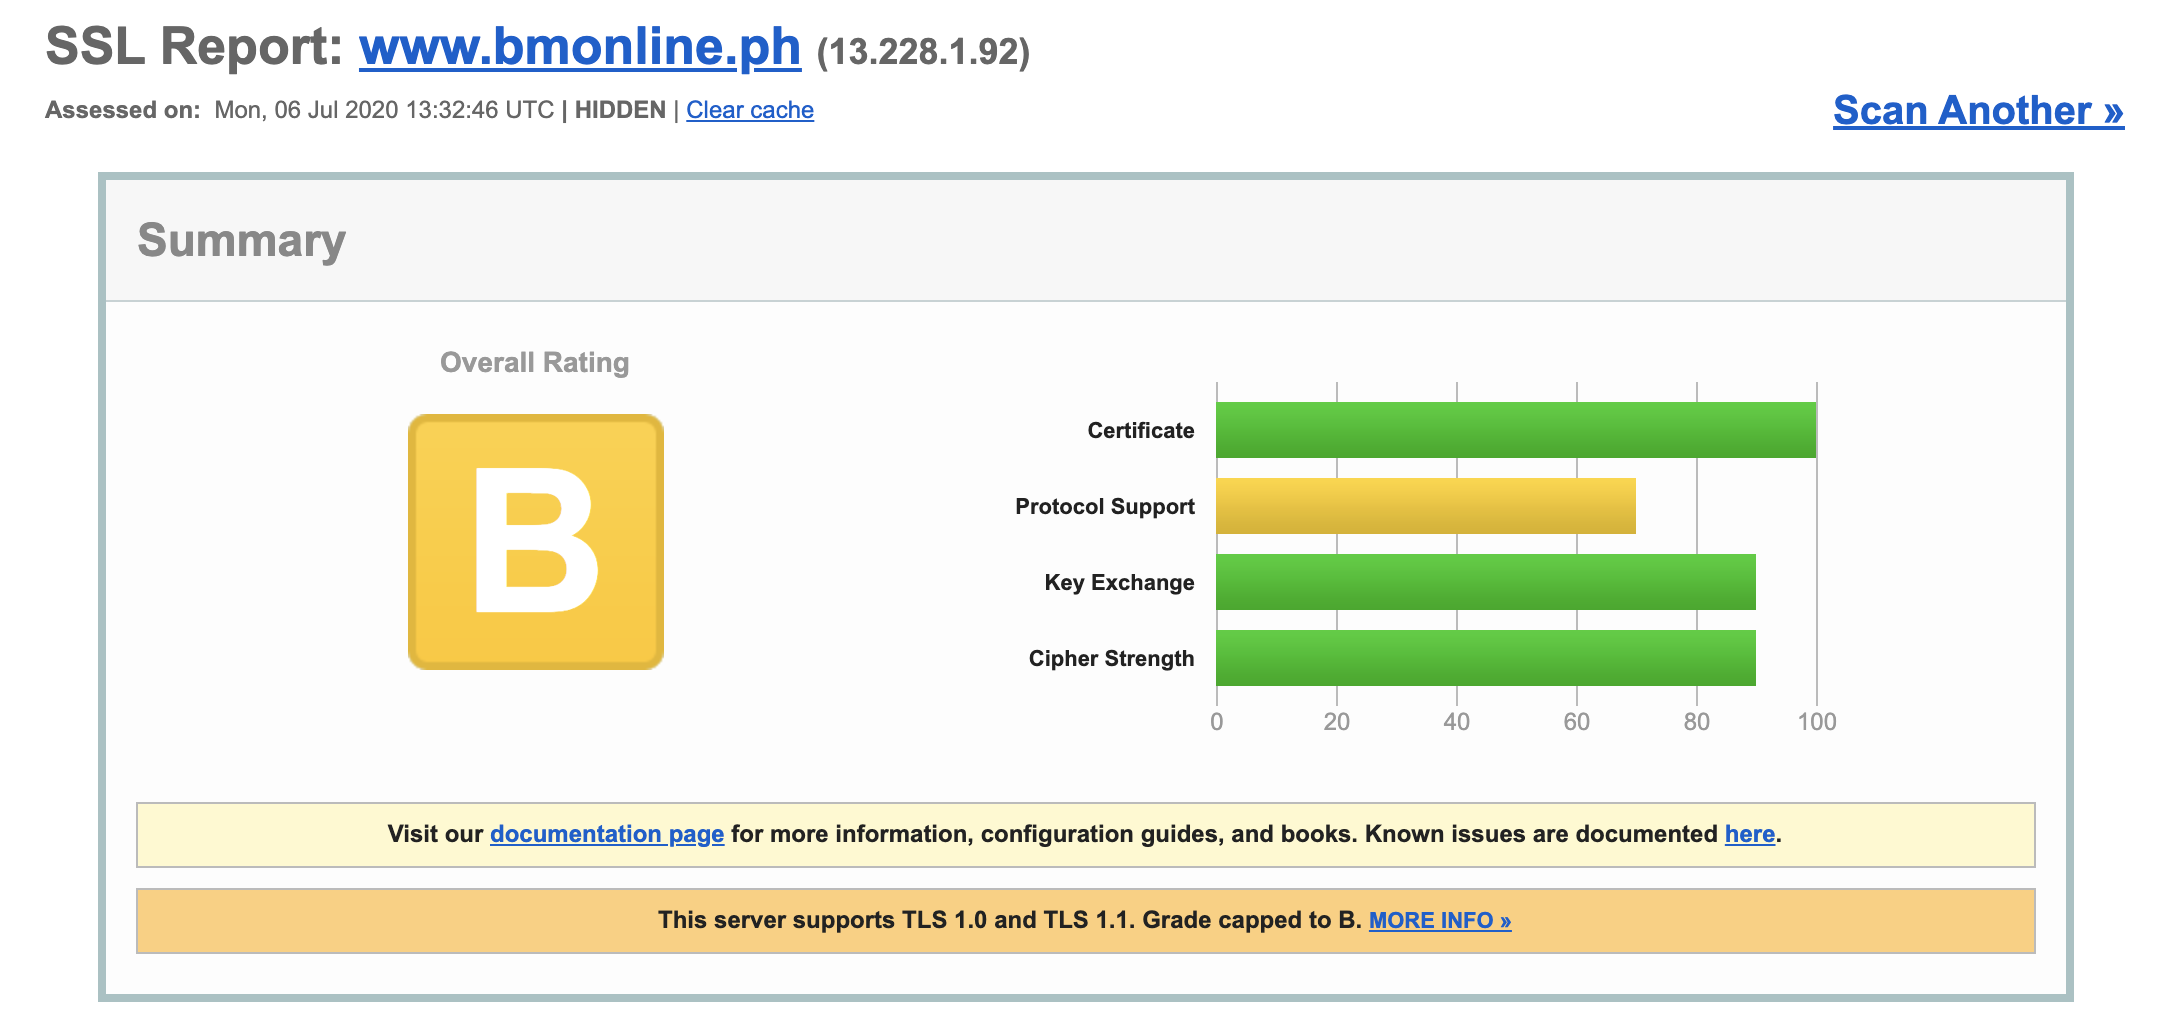 SSL Report: www.bmonline.ph (13.228.1.92)
Assessed on: Mon, 06 Jul 2020 13:32:46 UTC | HIDDEN | Clear cache
Scan Another »
Summary
Overall Rating
B
Certificate
Protocol Support
Key Exchange
Cipher Strength
0 20 40 60 80 100
Visit our documentation page for more information, configuration guides, and books. Known issues are documented here.
This server supports TLS 1.0 and TLS 1.1. Grade capped to B. MORE INFO »